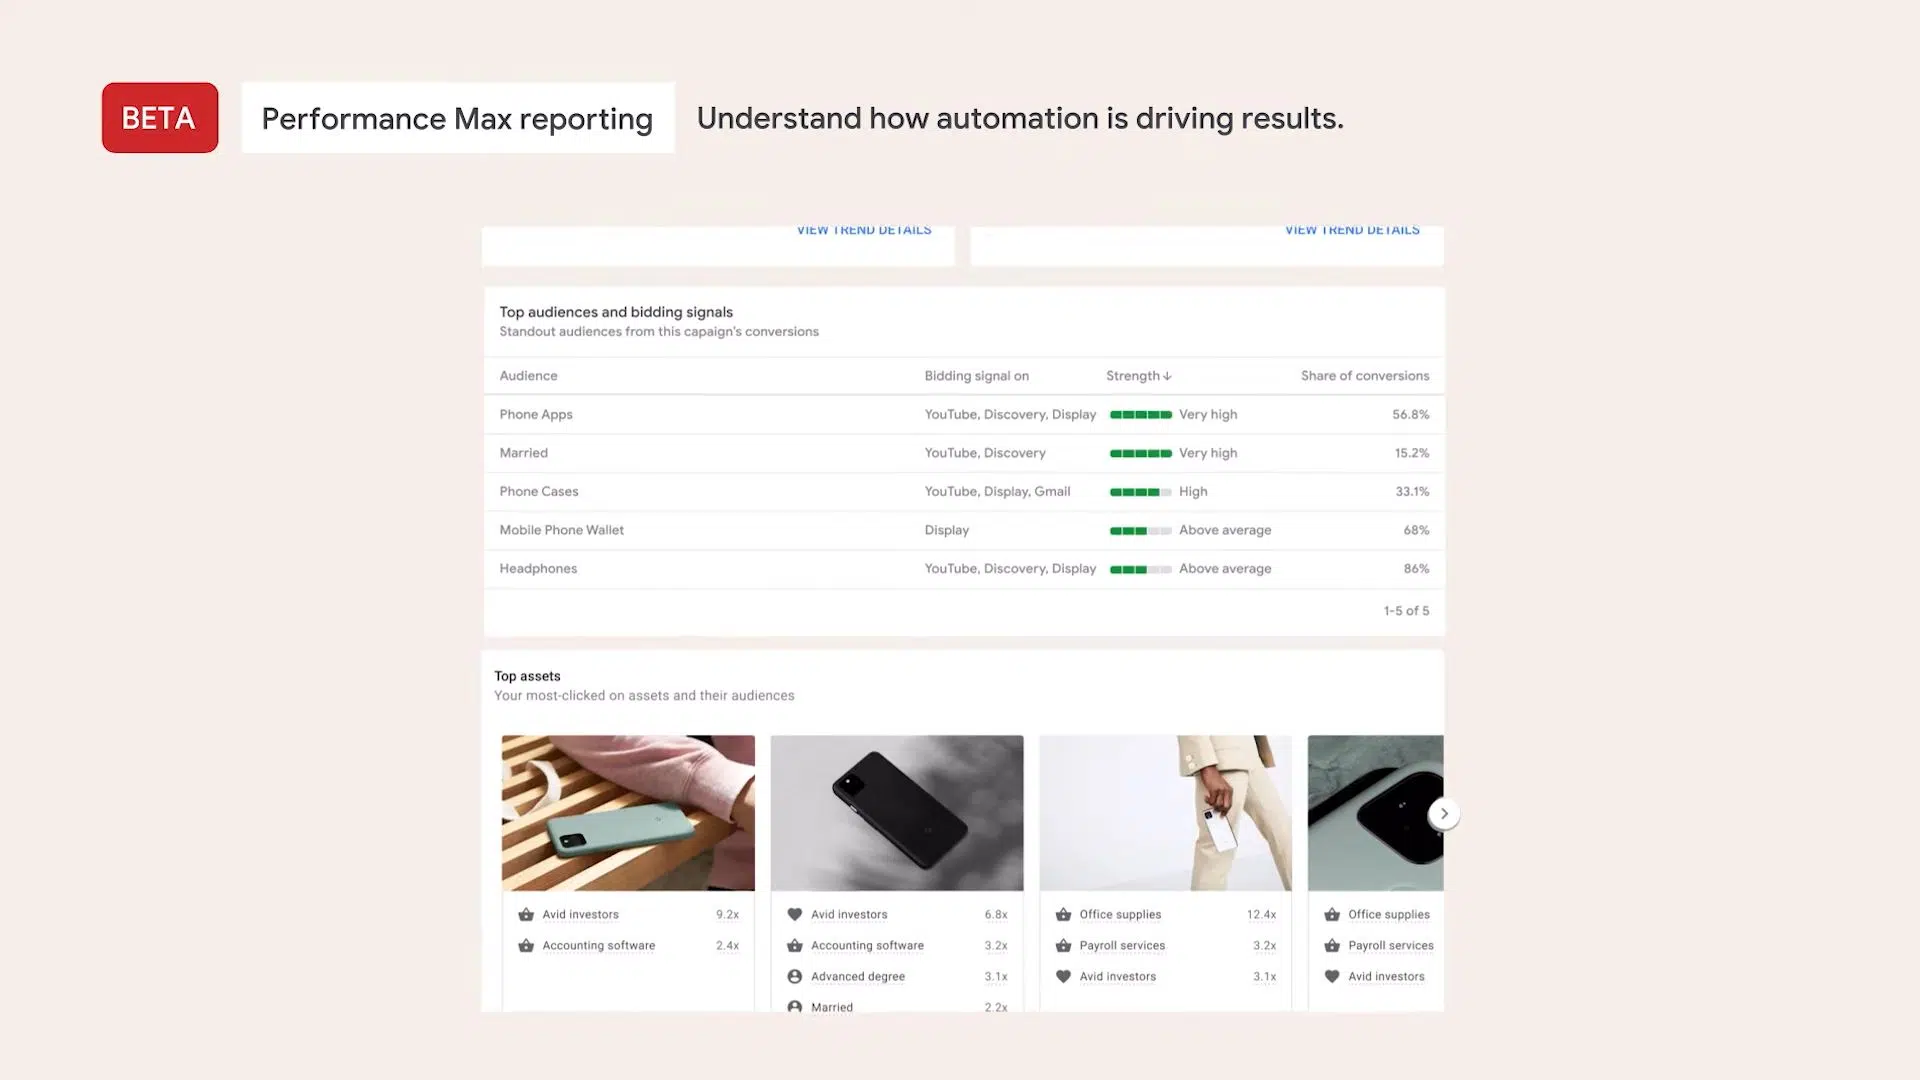 BETA Performance Max reporting Understand how automation is driving results.
VIEW TREND DETAILS VIEW TREND DETAILS
Top audiences and bidding signals
Standout audiences from this capaign's conversions
Audience Bidding signal on Strength↓ Share of conversions
Phone Apps YouTube, Discovery, Display Very high 56.8%
Married YouTube, Discovery Very high 15.2%
Phone Cases YouTube, Display, Gmail High 33.1%
Mobile Phone Wallet Display Above average 68%
Headphones YouTube, Discovery, Display Above average 86%
1-5 of 5
Top assets
Your most-clicked on assets and their audiences
Avid investors 9.2x
Accounting software 2.4x
Avid investors 6.8x
Accounting software 3.2x
Advanced degree 3.1x
Married 2.2x
Office supplies 12.4x
Payroll services 3.2x
Avid investors 3.1x
Office supplies
Payroll services
Avid investors